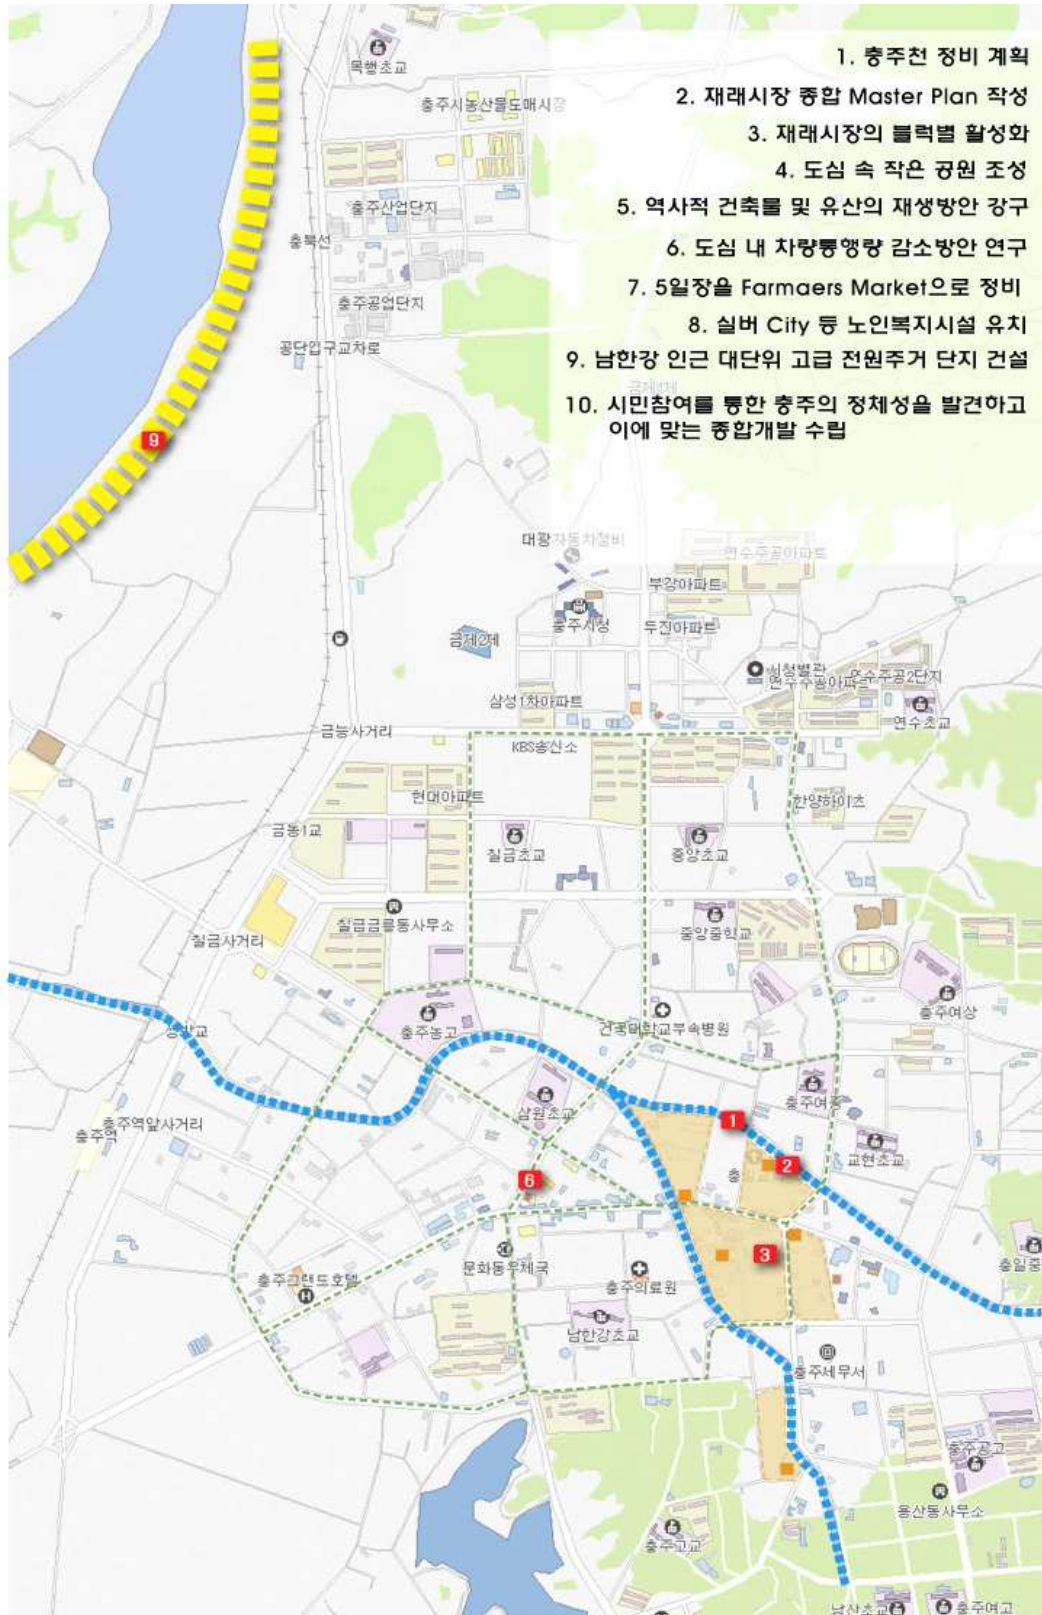 1. 충주천 정비 계획
2. 재래시장 종합 Master Plan 작성
3. 재래시장의 블럭별 활성화
4. 도심 속 작은 공원 조성
5. 역사적 건축물 및 유산의 재생방안 강구
6. 도심 내 차량통행량 감소방안 연구
7. 5일장을 Farmaers Market으로 정비
8. 실버 City 등 노인복지시설 유치
9. 남한강 인근 대단위 고급 전원주거 단지 건설
10. 시민참여를 통한 충주의 정체성을 발견하고
이에 맞는 종합개발 수립
목행초교
충주시농산물도매시장
충주산업단지
충북선
충주공업단지
공단입구교차로
9
대광자동차정비
연수주공아파트
부강아파트
충주시청
두진아파트
금제2제
시청별관
연수주공2단지
연수주공아파트
삼성1차아파트
연수초교
금능사거리
KBS송신소
현대아파트
한양하이츠
금능1교
칠금초교
중앙초교
칠금금릉동사무소
중앙중학교
칠금사거리
충주여상
충주농고
건국대학교부속병원
삼원초교
충주여중
충주역앞사거리
충주역
1
교현초교
2
충
6
3
충일중
문화동우체국
충주그랜드호텔
H
충주의료원
남한강초교
충주세무서
충주공고
용산동사무소
충주고교
남산초교
충주여고